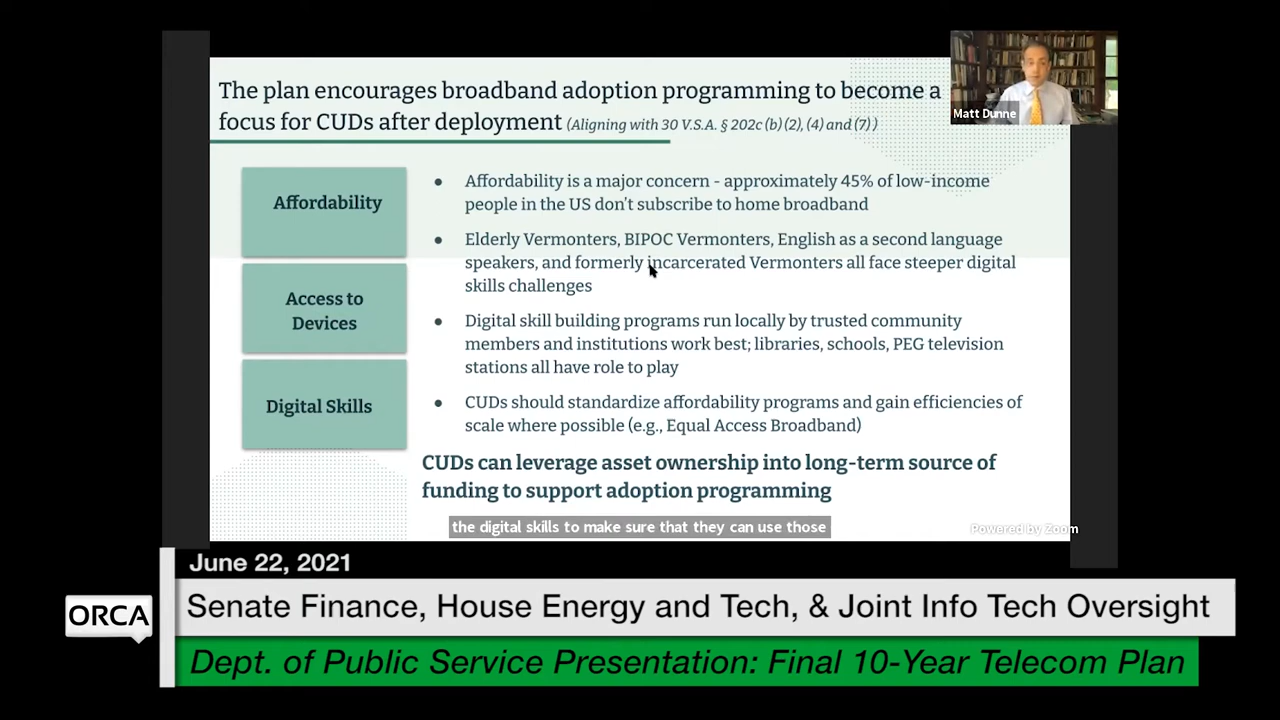 The plan encourages broadband adoption programming to become a
focus for CUDs after deployment (Aligning with 30 V.S.A. § 202c (b) (2), (4) and (7) )
Matt Dunne
Affordability
Access to
Devices
Digital Skills
● Affordability is a major concern - approximately 45% of low-income
people in the US don't subscribe to home broadband
● Elderly Vermonters, BIPOC Vermonters, English as a second language
speakers, and formerly incarcerated Vermonters all face steeper digital
skills challenges
● Digital skill building programs run locally by trusted community
members and institutions work best; libraries, schools, PEG television
stations all have role to play
● CUDs should standardize affordability programs and gain efficiencies of
scale where possible (e.g., Equal Access Broadband)
CUDs can leverage asset ownership into long-term source of
funding to support adoption programming
the digital skills to make sure that they can use those
Powered by Zoom
June 22, 2021
ORCA
Senate Finance, House Energy and Tech, & Joint Info Tech Oversight
Dept. of Public Service Presentation: Final 10-Year Telecom Plan